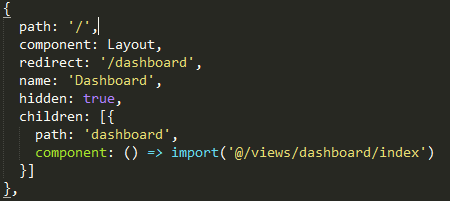 {
  path: '/',
  component: Layout,
  redirect: '/dashboard',
  name: 'Dashboard',
  hidden: true,
  children: [{
    path: 'dashboard',
    component: () => import('@/views/dashboard/index')
  }]
},